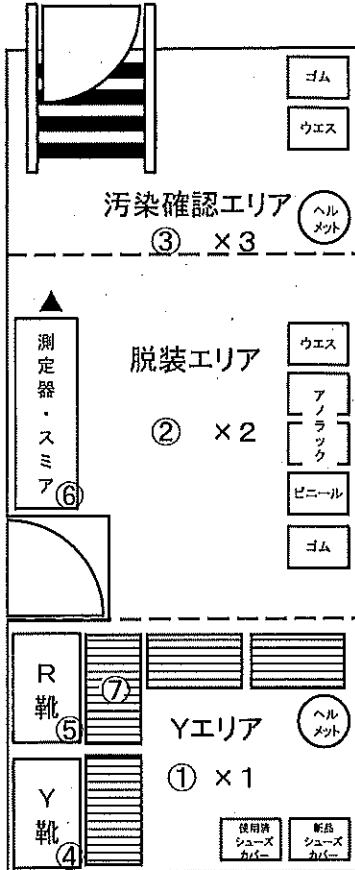 ゴム
ウエス
汚染確認エリア
ヘル
メット
③ ×3
測定器・スミア
⑥
脱装エリア
② ×2
ウエス
アノラック
ビニール
ゴム
R
靴
⑤
⑦
Yエリア
ヘル
メット
① ×1
Y
靴
④
使用済
シューズ
カバー
新品
シューズ
カバー